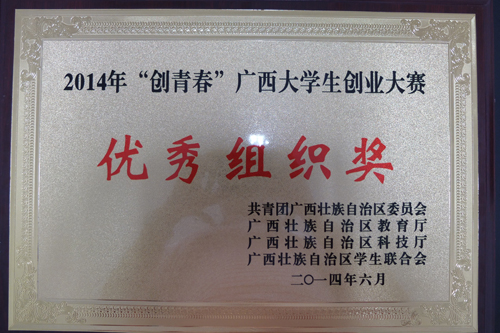 2014年“创青春”广西大学生创业大赛
优秀组织奖
共青团广西壮族自治区委员会
广西壮族自治区教育厅
广西壮族自治区科技厅
广西壮族自治区学生联合会
二〇一四年六月